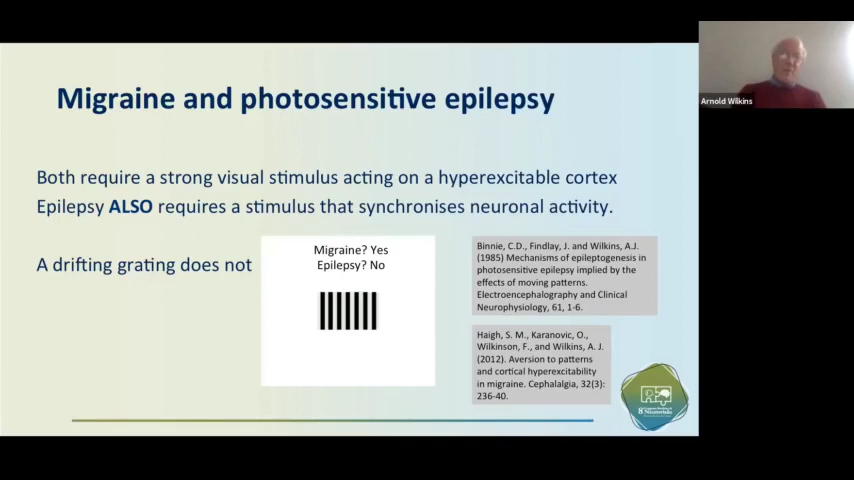 Migraine and photosensitive epilepsy
Arnold Wilkins
Both require a strong visual stimulus acting on a hyperexcitable cortex
Epilepsy ALSO requires a stimulus that synchronises neuronal activity.
A drifting grating does not
Migraine? Yes
Epilepsy? No
Binnie, C.D., Findlay, J. and Wilkins, A.J.
(1985) Mechanisms of epileptogenesis in
photosensitive epilepsy implied by the
effects of moving patterns.
Electroencephalography and Clinical
Neurophysiology, 61, 1-6.
Haigh, S. M., Karanovic, O.,
Wilkinson, F., and Wilkins, A. J.
(2012). Aversion to patterns
and cortical hyperexcitability
in migraine. Cephalalgia, 32(3):
236-40.